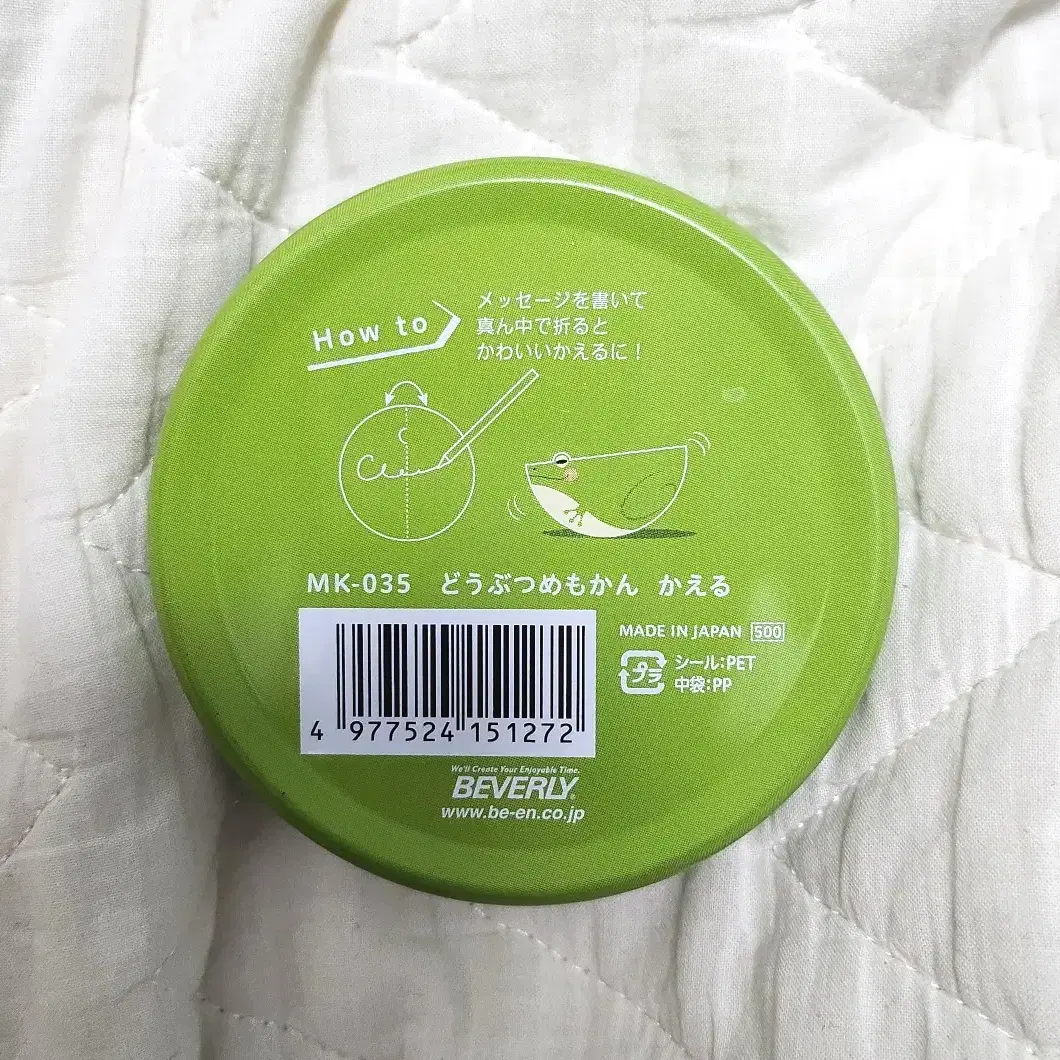 How to
メッセージを書いて
真ん中で折ると
かわいいかえるに！
MK-035 どうぶつめもかん かえる
MADE IN JAPAN 500
プラ
シール:PET
中袋:PP
4 977524 151272
We'll Create Your Enjoyable Time.
BEVERLY®
www.be-en.co.jp